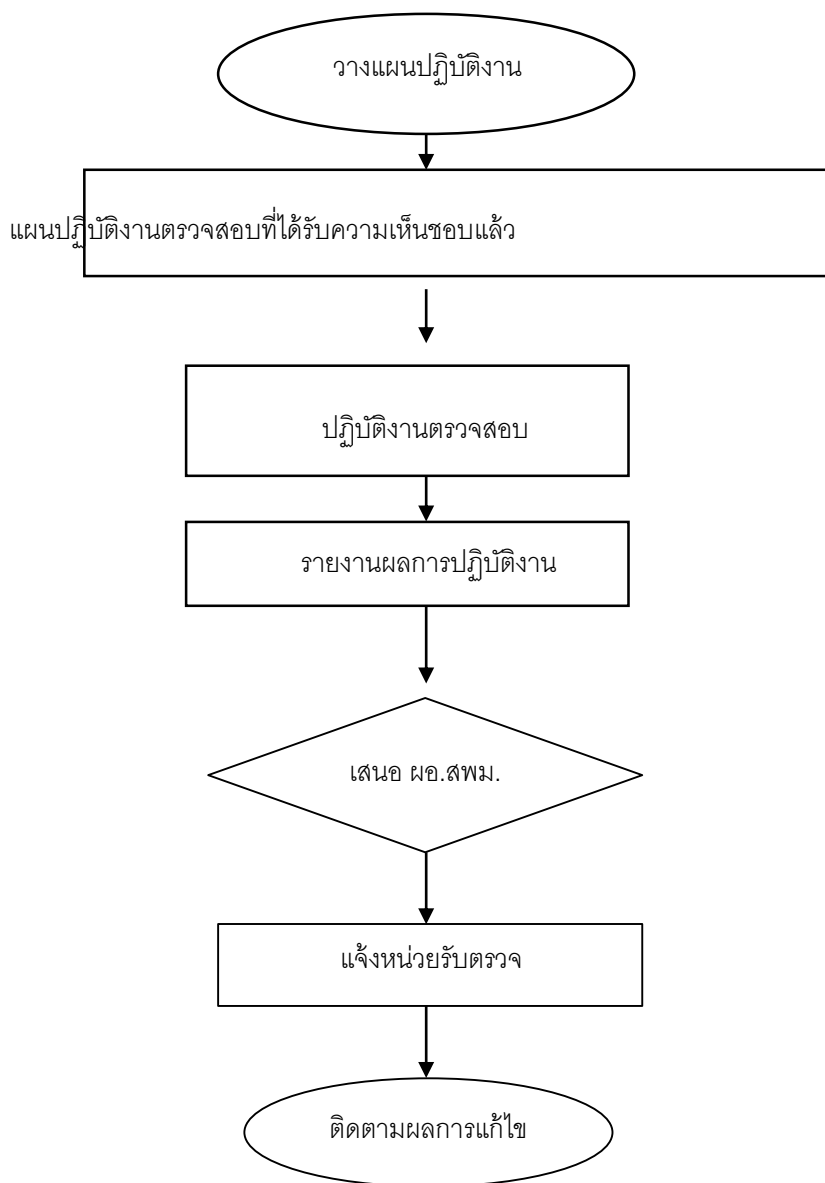 วางแผนปฏิบัติงาน
แผนปฏิบัติงานตรวจสอบที่ได้รับความเห็นชอบแล้ว
ปฏิบัติงานตรวจสอบ
รายงานผลการปฏิบัติงาน
เสนอ ผอ.สพม.
แจ้งหน่วยรับตรวจ
ติดตามผลการแก้ไข